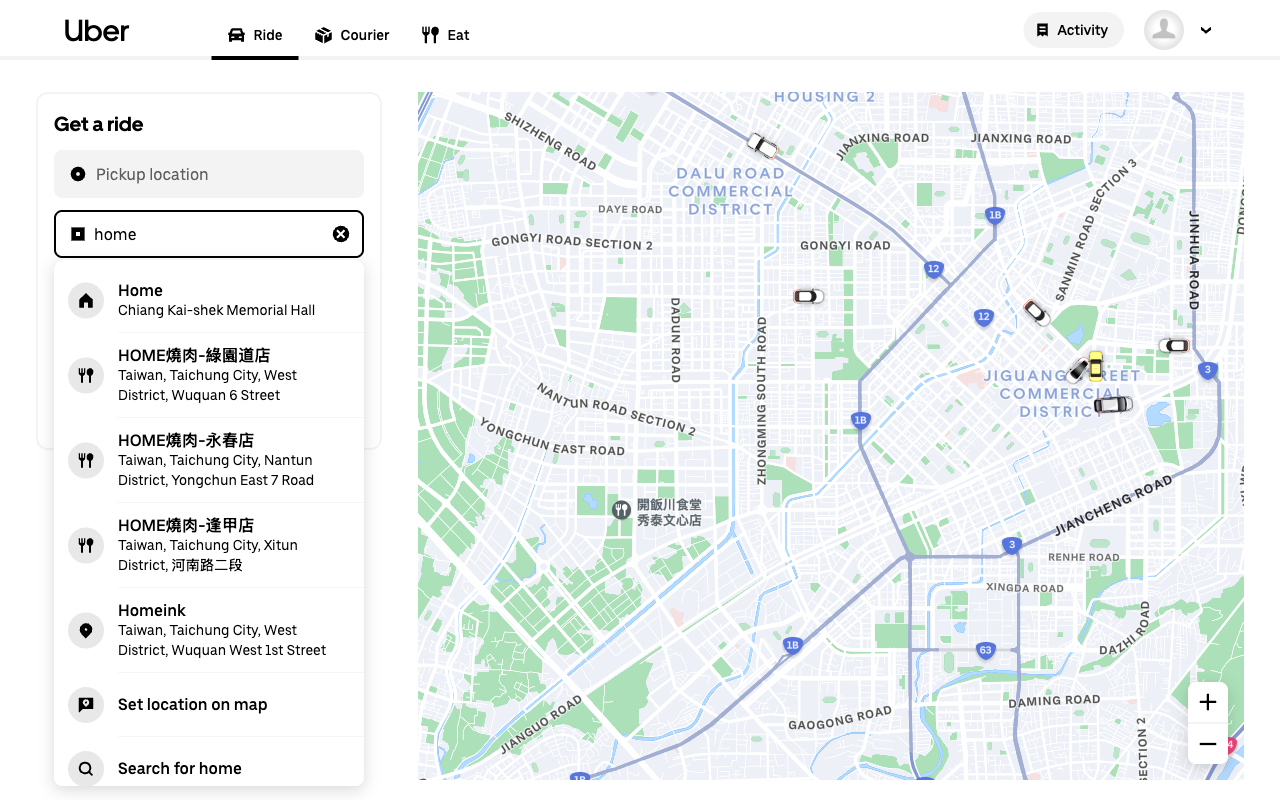 Uber
Ride
Courier
Eat
Activity
Get a ride
Pickup location
home
Home
Chiang Kai-shek Memorial Hall
HOME燒肉-綠園道店
Taiwan, Taichung City, West
District, Wuquan 6 Street
HOME燒肉-永春店
Taiwan, Taichung City, Nantun
District, Yongchun East 7 Road
HOME燒肉-逢甲店
Taiwan, Taichung City, Xitun
District, 河南路二段
Homeink
Taiwan, Taichung City, West
District, Wuquan West 1st Street
Set location on map
Search for home
HOUSING 2
SHIZHENG ROAD
JIANXING ROAD
JIANXING ROAD
DALU ROAD
COMMERCIAL
DISTRICT
SANMIN ROAD SECTION 3
DAYE ROAD
1B
JINHUA ROAD
GONGYI ROAD SECTION 2
GONGYI ROAD
12
12
DADUN ROAD
ZHONGMING SOUTH ROAD
3
JIGUANG STREET
COMMERCIAL
DISTRICT
NANTUN ROAD SECTION 2
1B
YONGCHUN EAST ROAD
開飯川食堂
秀泰文心店
JIANCHENG ROAD
3
RENHE ROAD
XINGDA ROAD
DAZHI ROAD
1B
63
JIANGUO ROAD
GAOGONG ROAD
DAMING ROAD
SECTION 2
4
1B